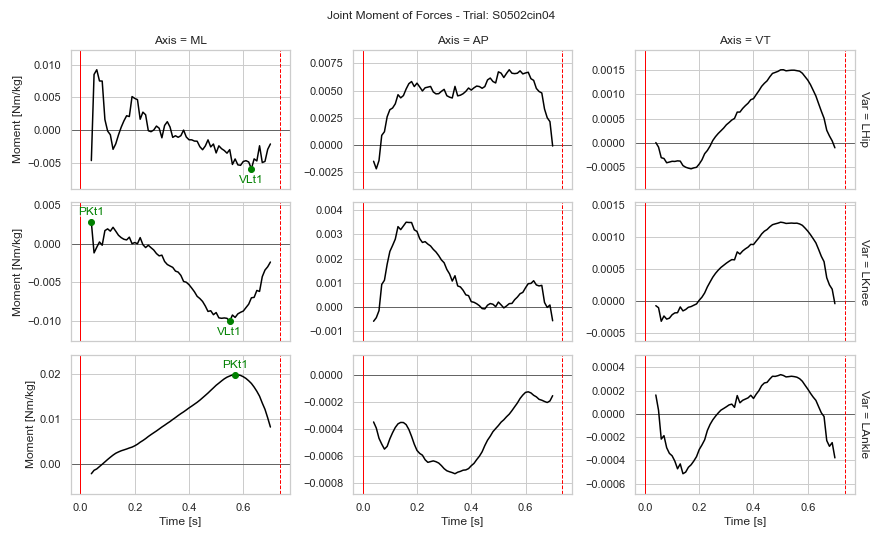 Joint Moment of Forces - Trial: S0502cin04
Axis = ML
Axis = AP
Axis = VT
Moment [Nm/kg]
0.010
0.005
0.000
−0.005
VLt1
0.0075
0.0050
0.0025
0.0000
−0.0025
0.0015
0.0010
0.0005
0.0000
−0.0005
Var = LHip
Moment [Nm/kg]
0.005
0.000
−0.005
−0.010
PKt1
VLt1
0.004
0.003
0.002
0.001
0.000
−0.001
0.0015
0.0010
0.0005
0.0000
−0.0005
Var = LKnee
Moment [Nm/kg]
0.02
0.01
0.00
PKt1
0.0000
−0.0002
−0.0004
−0.0006
−0.0008
0.0004
0.0002
0.0000
−0.0002
−0.0004
−0.0006
Var = LAnkle
0.0 0.2 0.4 0.6
0.0 0.2 0.4 0.6
0.0 0.2 0.4 0.6
Time [s]
Time [s]
Time [s]